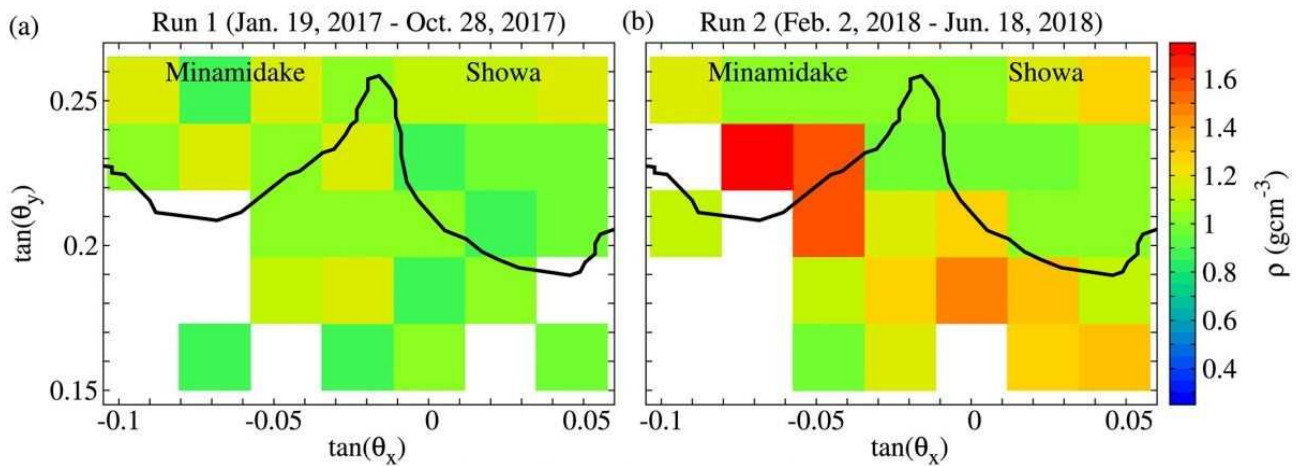 (a) Run 1 (Jan. 19, 2017 - Oct. 28, 2017)
(b) Run 2 (Feb. 2, 2018 - Jun. 18, 2018)
Minamidake Showa
Minamidake Showa
0.25
0.2
0.15
tan(θy)
-0.1 -0.05 0 0.05
tan(θx)
-0.1 -0.05 0 0.05
tan(θx)
1.6
1.4
1.2
1
0.8
0.6
0.4
ρ (gcm-3)